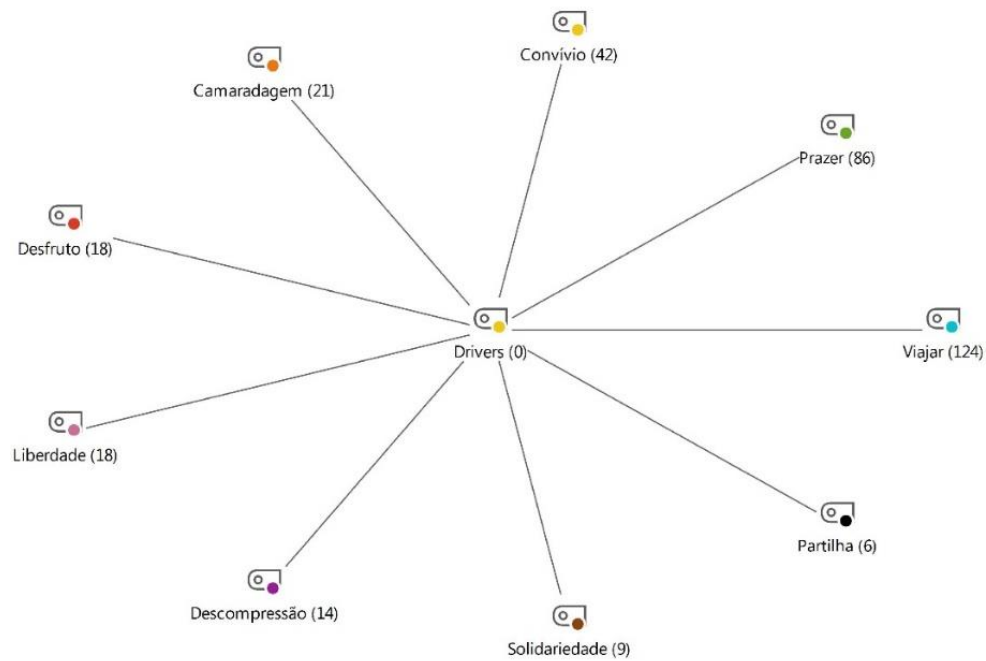 Convívio (42)
Camaradagem (21)
Prazer (86)
Desfruto (18)
Drivers (0)
Viajar (124)
Liberdade (18)
Partilha (6)
Descompressão (14)
Solidariedade (9)